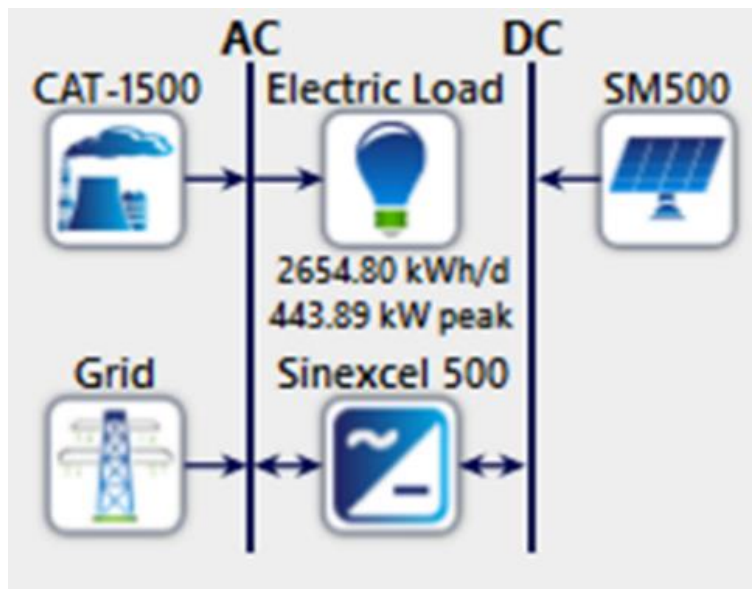 AC DC
CAT-1500 Electric Load SM500
2654.80 kWh/d
443.89 kW peak
Grid Sinexcel 500